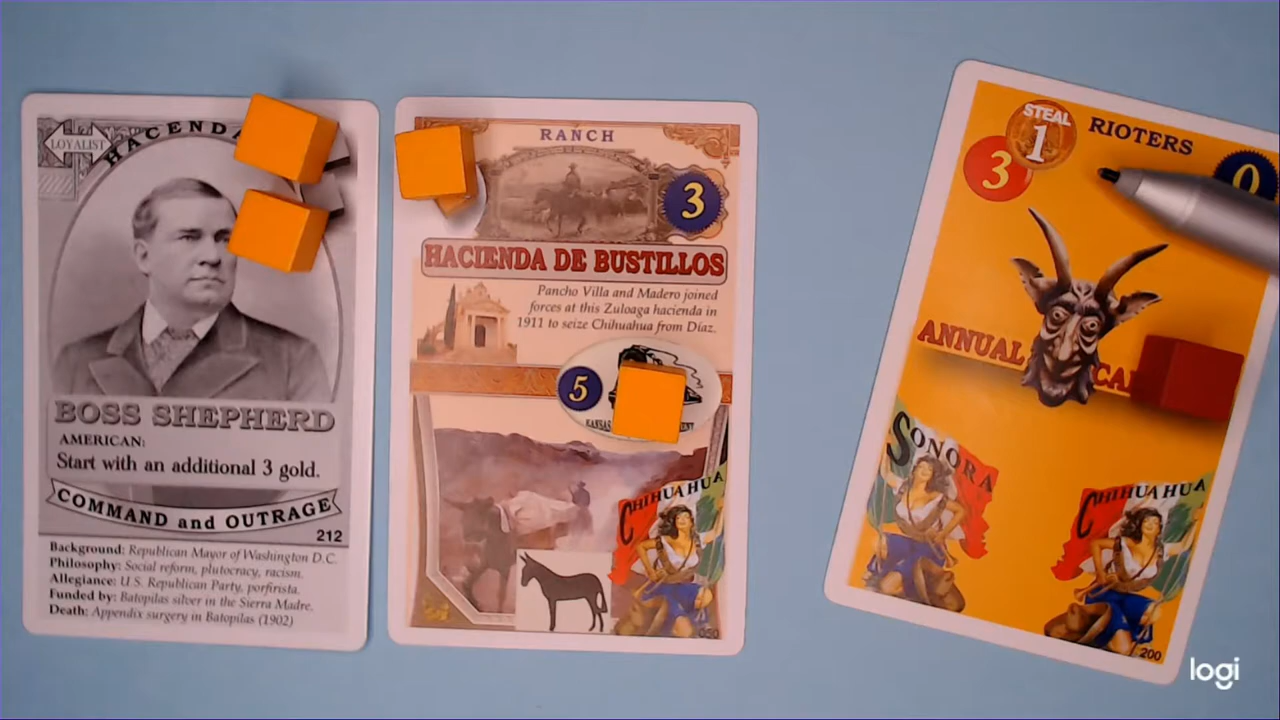 LOYALIST
HACENDA
BOSS SHEPHERD
AMERICAN:
Start with an additional 3 gold.
COMMAND and OUTRAGE
212
Background: Republican Mayor of Washington D.C.
Philosophy: Social reform, plutocracy, racism.
Allegiance: U.S. Republican Party, porfirista.
Funded by: Batopilas silver in the Sierra Madre.
Death: Appendix surgery in Batopilas (1902)
RANCH
3
HACIENDA DE BUSTILLOS
Pancho Villa and Madero joined
forces at this Zuloaga hacienda in
1911 to seize Chihuahua from Díaz.
5
KANSAS
CHIHUAHUA
050
STEAL
1
RIOTERS
3
0
ANNUAL CA
SONORA
CHIHUAHUA
200
logi